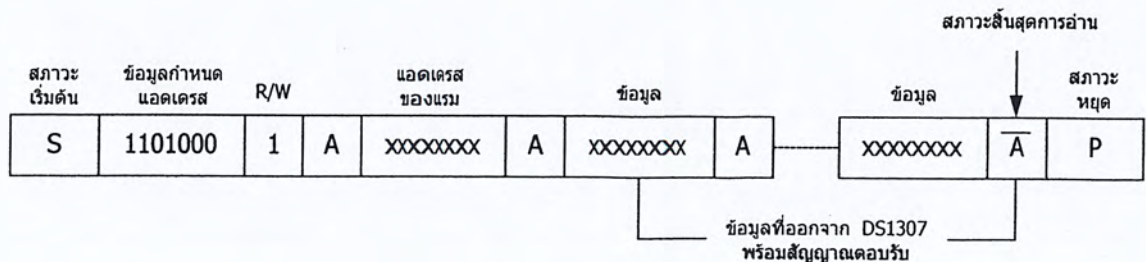 สภาวะสิ้นสุดการอ่าน
สภาวะ
เริ่มต้น
ข้อมูลกำหนด
แอดเดรส
R/W
แอดเดรส
ของแรม
ข้อมูล
ข้อมูล
สภาวะ
หยุด
S 1101000 1 A XXXXXXXX A XXXXXXXX A XXXXXXXX A̅ P
ข้อมูลที่ออกจาก DS1307
พร้อมสัญญาณตอบรับ